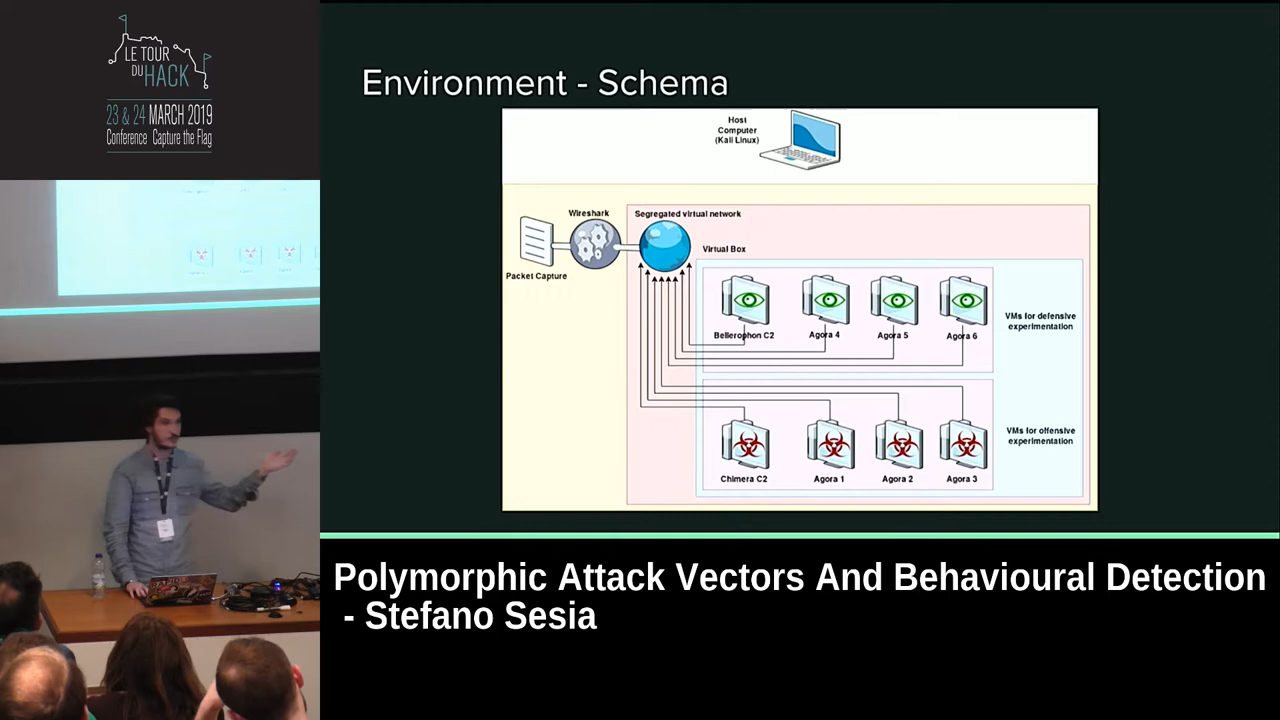 LE TOUR
DU HACK
23 & 24 MARCH 2019
Conference Capture the Flag
Environment - Schema
Host
Computer
(Kali Linux)
Wireshark
Segregated virtual network
Virtual Box
Packet Capture
Bellerophon C2
Agora 4
Agora 5
Agora 6
VMs for defensive
experimentation
VMs for offensive
experimentation
Chimera C2
Agora 1
Agora 2
Agora 3
Polymorphic Attack Vectors And Behavioural Detection
- Stefano Sesia